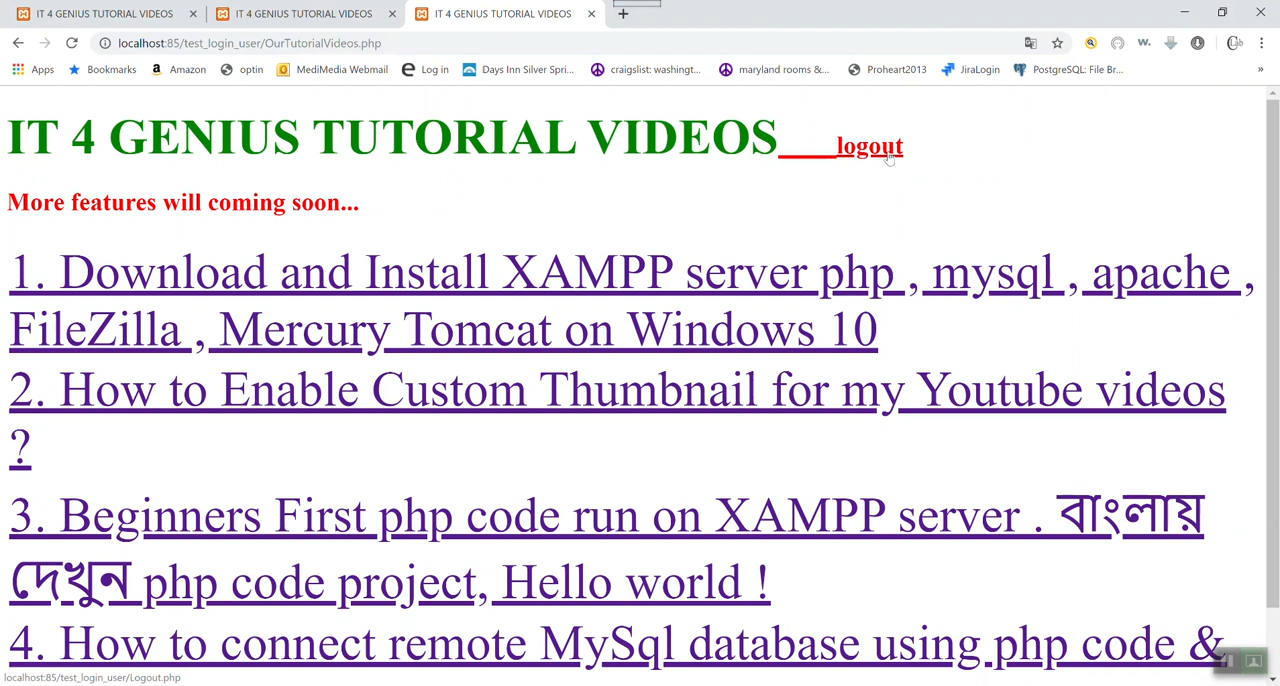 IT 4 GENIUS TUTORIAL VIDEOS IT 4 GENIUS TUTORIAL VIDEOS IT 4 GENIUS TUTORIAL VIDEOS
localhost:85/test_login_user/OurTutorialVideos.php
Apps Bookmarks Amazon optin MediMedia Webmail Log in Days Inn Silver Spri... craigslist: washingt... maryland rooms &... Proheart2013 JiraLogin PostgreSQL: File Br... »
IT 4 GENIUS TUTORIAL VIDEOS____logout
More features will coming soon...
1. Download and Install XAMPP server php , mysql , apache ,
FileZilla , Mercury Tomcat on Windows 10
2. How to Enable Custom Thumbnail for my Youtube videos
?
3. Beginners First php code run on XAMPP server . বাংলায়
দেখুন php code project, Hello world !
4. How to connect remote MySql database using php code &
localhost:85/test_login_user/Logout.php